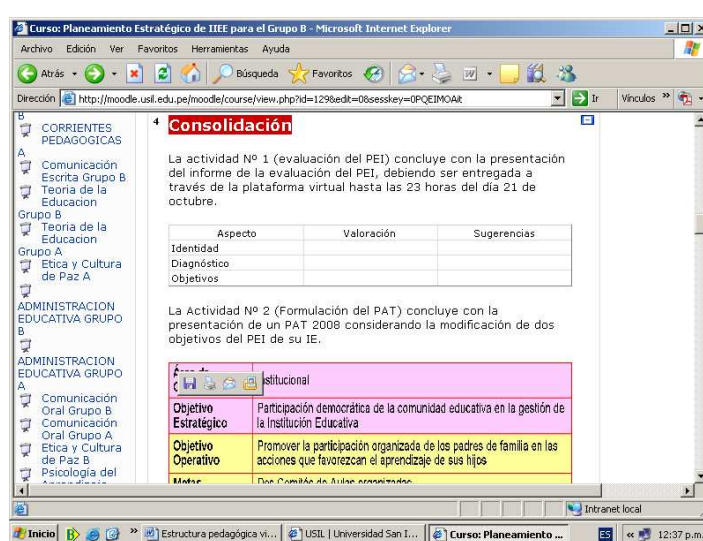 Curso: Planeamiento Estratégico de IIEE para el Grupo B - Microsoft Internet Explorer
Archivo Edición Ver Favoritos Herramientas Ayuda
Atrás Búsqueda Favoritos
Dirección http://moodle.usil.edu.pe/moodle/course/view.php?id=129&edit=0&sesskey=0PQEIMOAit Ir Vínculos »
B
CORRIENTES
PEDAGOGICAS
A
Comunicación
Escrita Grupo B
Teoria de la
Educacion
Grupo B
Teoria de la
Educacion
Grupo A
Etica y Cultura
de Paz A
ADMINISTRACION
EDUCATIVA GRUPO
B
ADMINISTRACION
EDUCATIVA GRUPO
A
Comunicación
Oral Grupo B
Comunicación
Oral Grupo A
Etica y Cultura
de Paz B
Psicología del
4 Consolidación
La actividad Nº 1 (evaluación del PEI) concluye con la presentación
del informe de la evaluación del PEI, debiendo ser entregada a
través de la plataforma virtual hasta las 23 horas del día 21 de
octubre.
Aspecto Valoración Sugerencias
Identidad
Diagnóstico
Objetivos
La Actividad Nº 2 (Formulación del PAT) concluye con la
presentación de un PAT 2008 considerando la modificación de dos
objetivos del PEI de su IE.
Objetivo Estratégico Participación democrática de la comunidad educativa en la gestión de
la Institución Educativa
Objetivo Operativo Promover la participación organizada de los padres de familia en las
acciones que favorezcan el aprendizaje de sus hijos
Metas Dos Comités de Aulas organizadas
Intranet local
Inicio » Estructura pedagógica vi... USIL | Universidad San I... Curso: Planeamiento ... ES « 12:37 p.m.